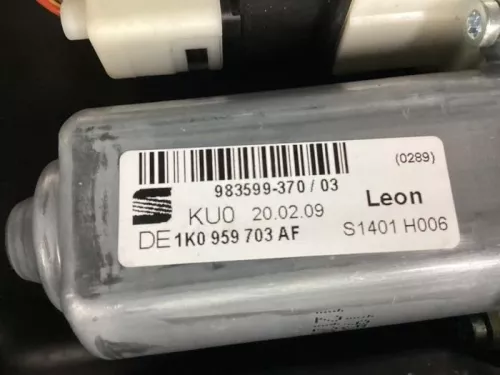 983599-370 / 03
(0289)
KU0 20.02.09
Leon
DE 1K0 959 703 AF
S1401 H006